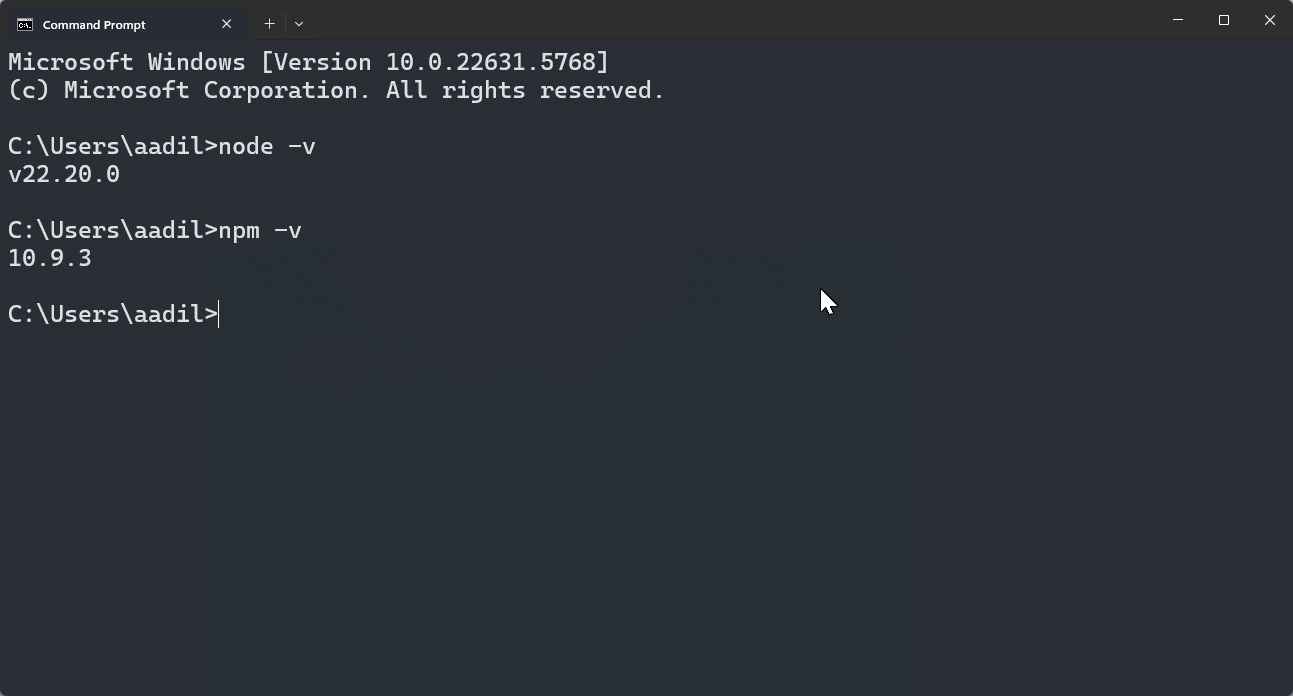 Command Prompt
Microsoft Windows [Version 10.0.22631.5768]
(c) Microsoft Corporation. All rights reserved.
C:\Users\aadil>node -v
v22.20.0
C:\Users\aadil>npm -v
10.9.3
C:\Users\aadil>